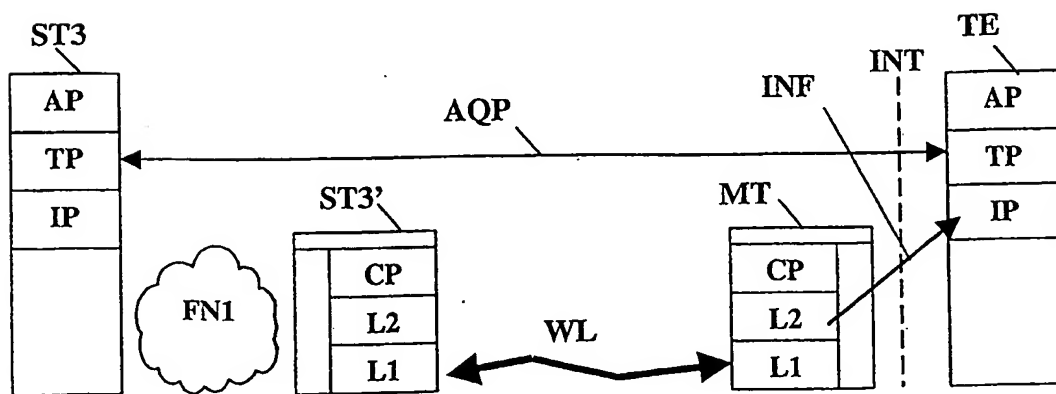 ST3
TE
INT
INF
AP
AP
AQP
TP
TP
ST3'
MT
IP
IP
CP
CP
FN1
L2
WL
L2
L1
L1